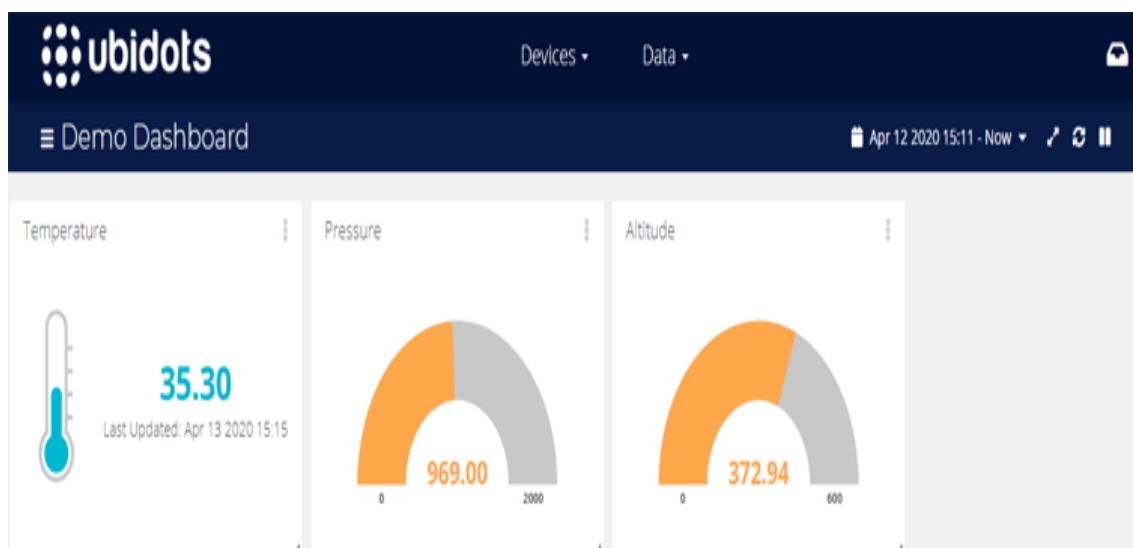 ubidots
Devices
Data
Demo Dashboard
Apr 12 2020 15:11 - Now
Temperature
35.30
Last Updated: Apr 13 2020 15:15
Pressure
969.00
0
2000
Altitude
372.94
0
600